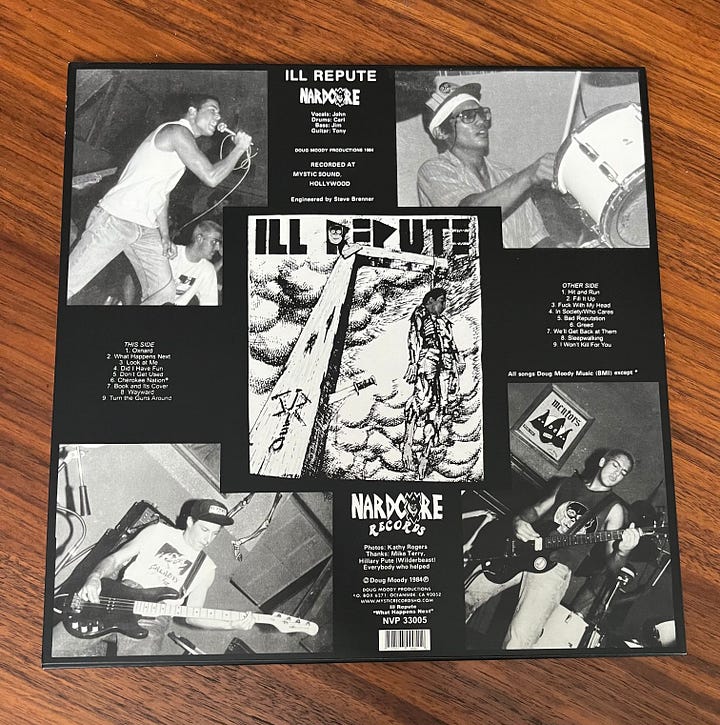 ILL REPUTE
NARDCORE
Vocals: John
Drums: Carl
Bass: Jim
Guitar: Tony
DOUG MOODY PRODUCTIONS 1984
RECORDED AT
MYSTIC SOUND,
HOLLYWOOD
Engineered by Steve Brenner
ILL REPUTE
THIS SIDE
1. Oxnard
2. What Happens Next
3. Look at Me
4. Did I Have Fun
5. Don't Get Used
6. Cherokee Nation*
7. Book and Its Cover
8. Wayward
9. Turn the Guns Around
OTHER SIDE
1. Hit and Run
2. Fill It Up
3. Fuck With My Head
4. In Society/Who Cares
5. Bad Reputation
6. Greed
7. We'll Get Back at Them
8. Sleepwalking
9. I Won't Kill For You
All songs Doug Moody Music (BMI) except *
mentors
NARDCORE
RECORDS
Photos: Kathy Rogers
Thanks: Mike Terry,
Hillary Pute (Wilderbeast)
Everybody who helped
©Doug Moody 1984℗
DOUG MOODY PRODUCTIONS
P.O. BOX 6271. OCEANSIDE, CA 92052
WWW.MYSTICRECORDSHQ.COM
Ill Repute
"What Happens Next"
NVP 33005